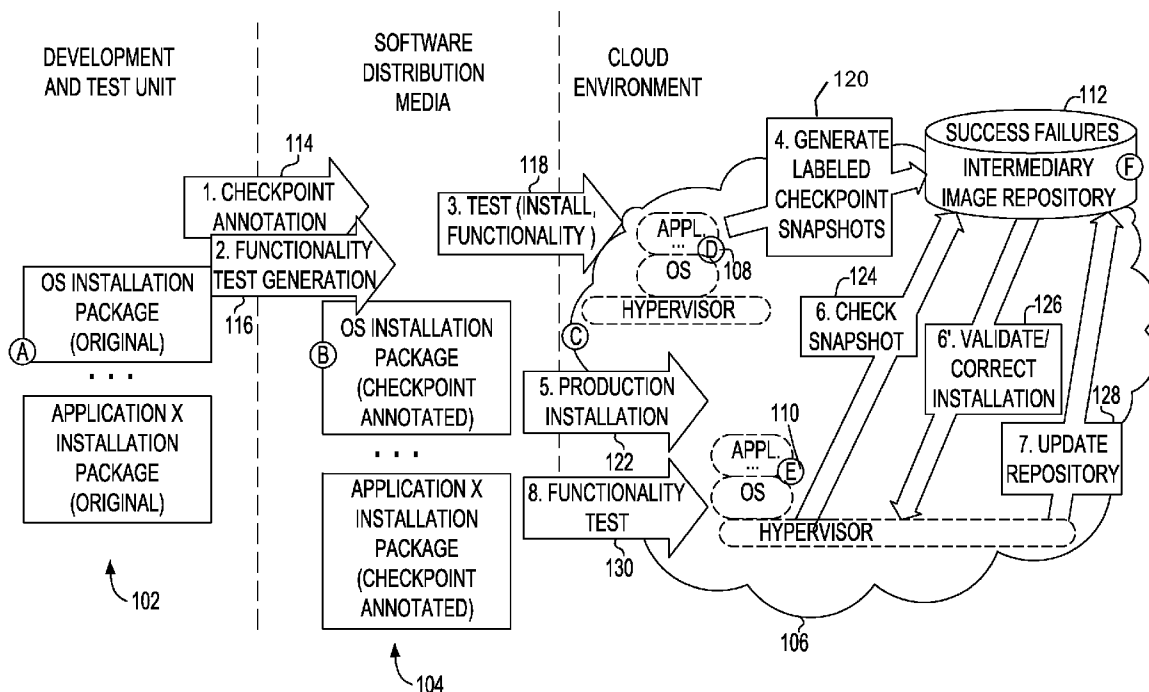 DEVELOPMENT
AND TEST UNIT
SOFTWARE
DISTRIBUTION
MEDIA
CLOUD
ENVIRONMENT
114
1. CHECKPOINT
ANNOTATION
2. FUNCTIONALITY
TEST GENERATION
116
118
3. TEST (INSTALL,
FUNCTIONALITY )
120
4. GENERATE
LABELED
CHECKPOINT
SNAPSHOTS
112
SUCCESS FAILURES
INTERMEDIARY
IMAGE REPOSITORY
F
OS INSTALLATION
PACKAGE
(ORIGINAL)
A
. . .
APPLICATION X
INSTALLATION
PACKAGE
(ORIGINAL)
102
OS INSTALLATION
PACKAGE
(CHECKPOINT
ANNOTATED)
B
. . .
APPLICATION X
INSTALLATION
PACKAGE
(CHECKPOINT
ANNOTATED)
104
APPL.
...
D
108
OS
HYPERVISOR
C
5. PRODUCTION
INSTALLATION
122
8. FUNCTIONALITY
TEST
130
APPL.
...
E
110
OS
HYPERVISOR
124
6. CHECK
SNAPSHOT
126
6'. VALIDATE/
CORRECT
INSTALLATION
128
7. UPDATE
REPOSITORY
106